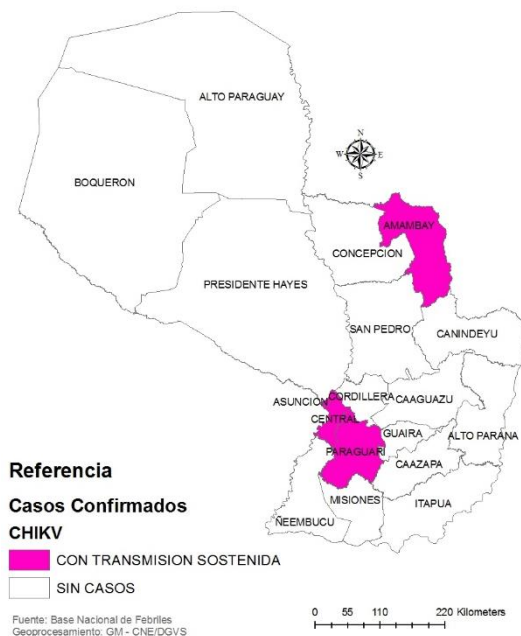 ALTO PARAGUAY
BOQUERON
N
W E
S
AMAMBAY
CONCEPCION
PRESIDENTE HAYES
SAN PEDRO
CANINDEYU
ASUNCION
CORDILLERA
CAAGUAZU
CENTRAL
GUAIRA
ALTO PARANA
PARAGUARI
CAAZAPA
MISIONES
ITAPUA
ÑEEMBUCU
Referencia
Casos Confirmados
CHIKV
CON TRANSMISION SOSTENIDA
SIN CASOS
Fuente: Base Nacional de Febriles
Geoprocesamiento: GM - CNE/DGVS
0 55 110 220 Kilometers